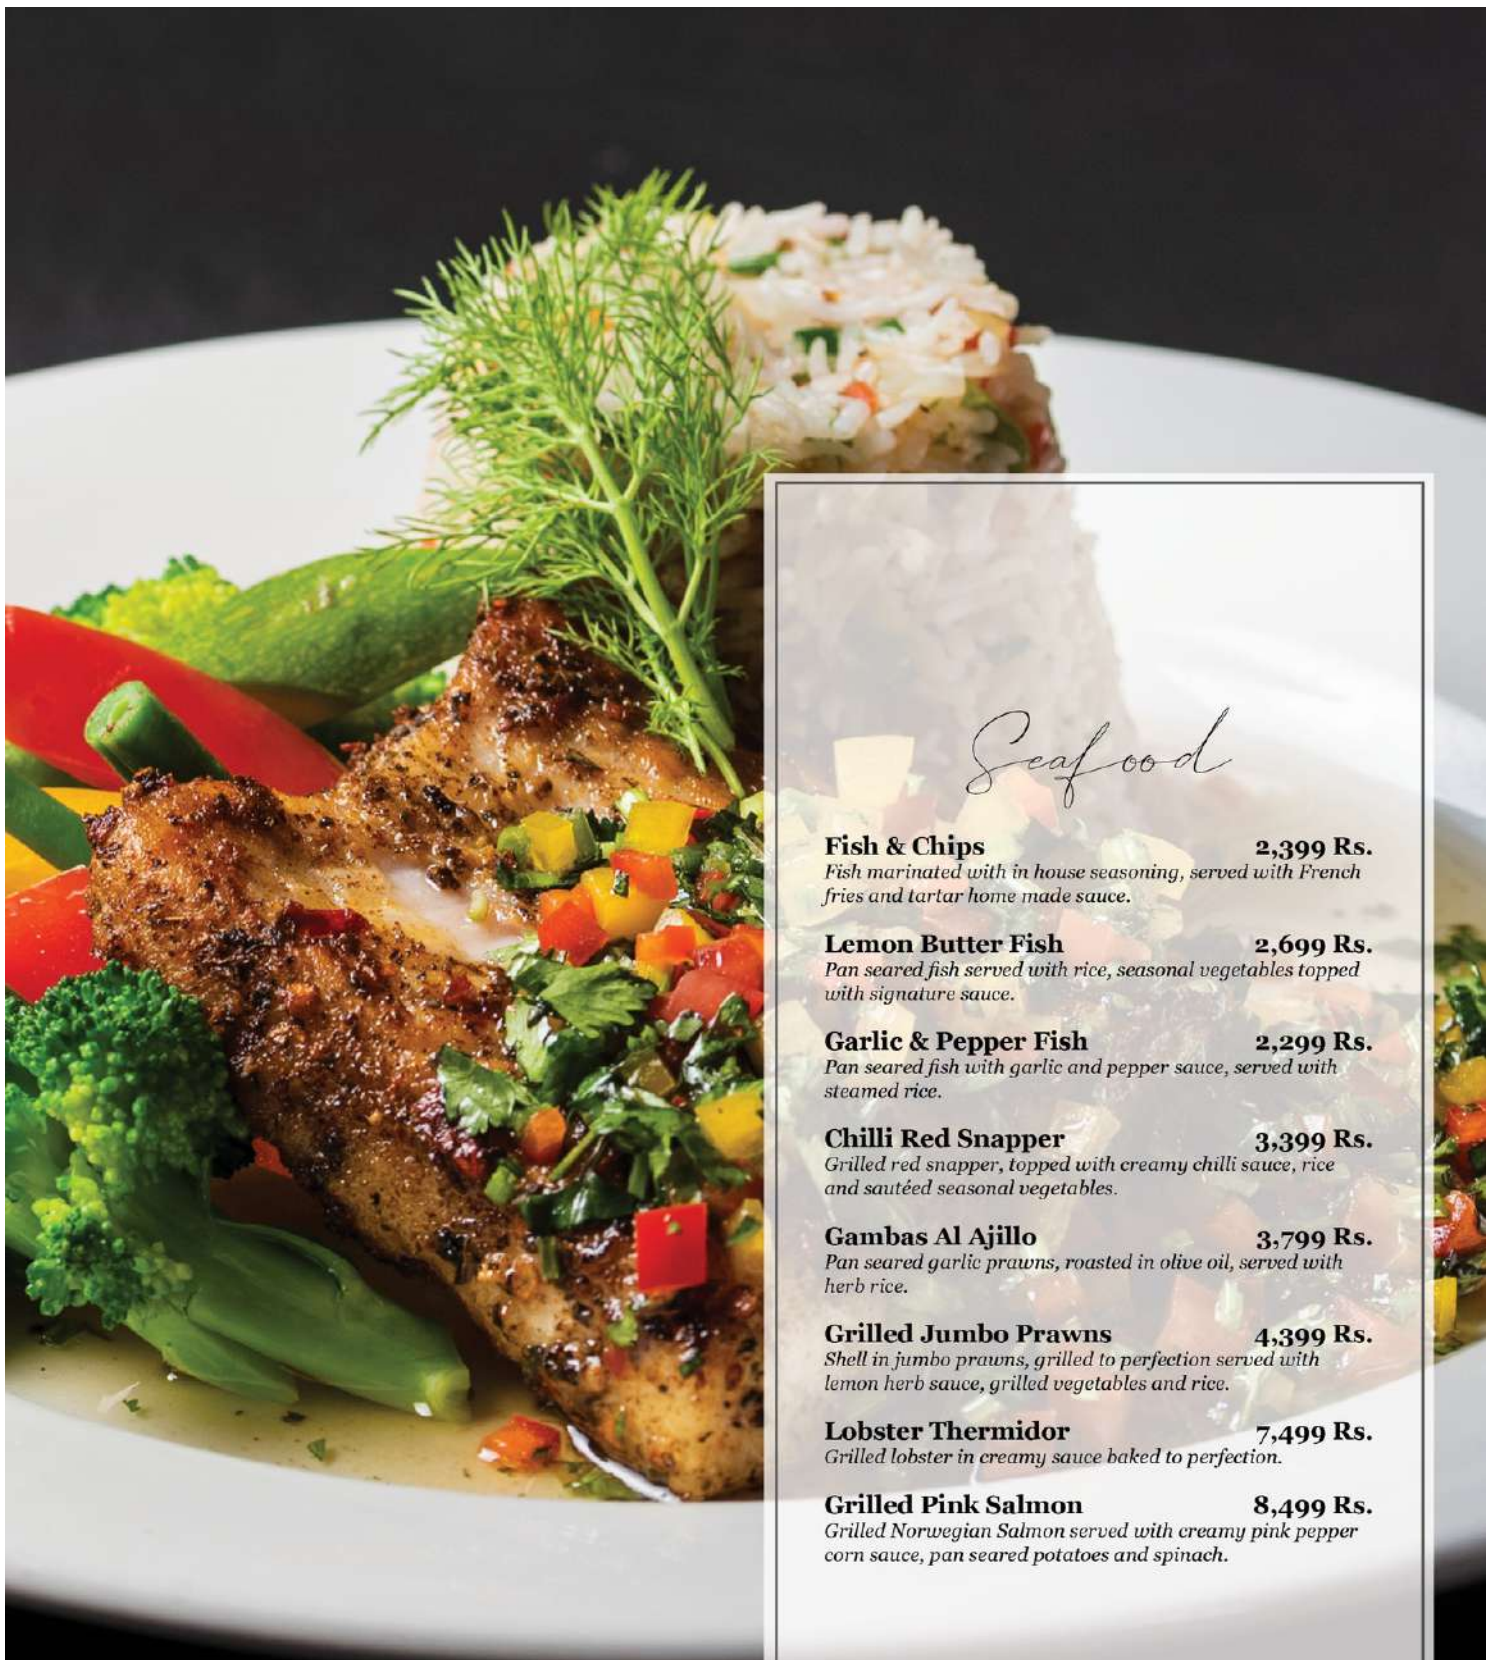 Seafood
Fish & Chips 2,399 Rs.
Fish marinated with in house seasoning, served with French
fries and tartar home made sauce.
Lemon Butter Fish 2,699 Rs.
Pan seared fish served with rice, seasonal vegetables topped
with signature sauce.
Garlic & Pepper Fish 2,299 Rs.
Pan seared fish with garlic and pepper sauce, served with
steamed rice.
Chilli Red Snapper 3,399 Rs.
Grilled red snapper, topped with creamy chilli sauce, rice
and sautéed seasonal vegetables.
Gambas Al Ajillo 3,799 Rs.
Pan seared garlic prawns, roasted in olive oil, served with
herb rice.
Grilled Jumbo Prawns 4,399 Rs.
Shell in jumbo prawns, grilled to perfection served with
lemon herb sauce, grilled vegetables and rice.
Lobster Thermidor 7,499 Rs.
Grilled lobster in creamy sauce baked to perfection.
Grilled Pink Salmon 8,499 Rs.
Grilled Norwegian Salmon served with creamy pink pepper
corn sauce, pan seared potatoes and spinach.